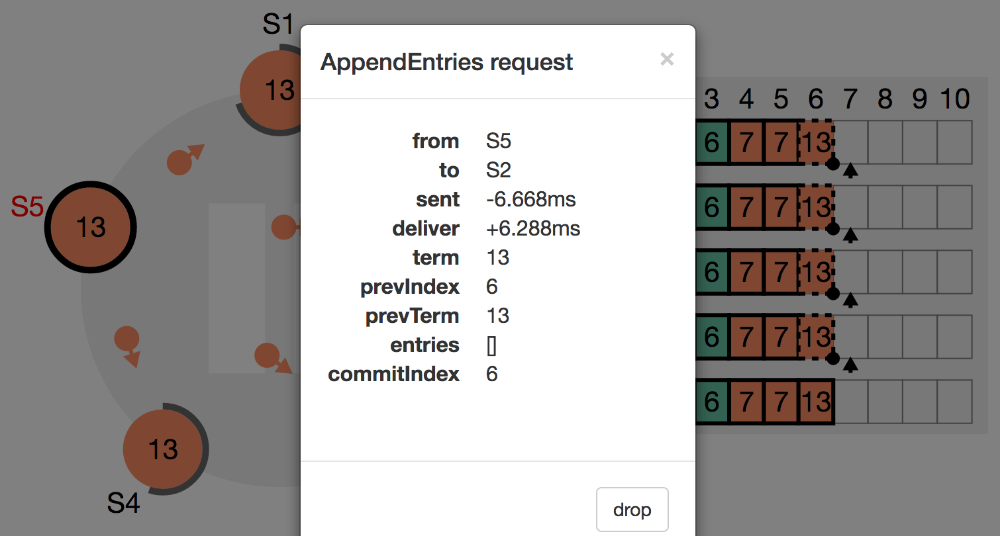 S1
13
S5
13
13
S4
AppendEntries request ×
from S5
to S2
sent -6.668ms
deliver +6.288ms
term 13
prevIndex 6
prevTerm 13
entries []
commitIndex 6
drop
3 4 5 6 7 8 9 10
6 7 7 13
6 7 7 13
6 7 7 13
6 7 7 13
6 7 7 13